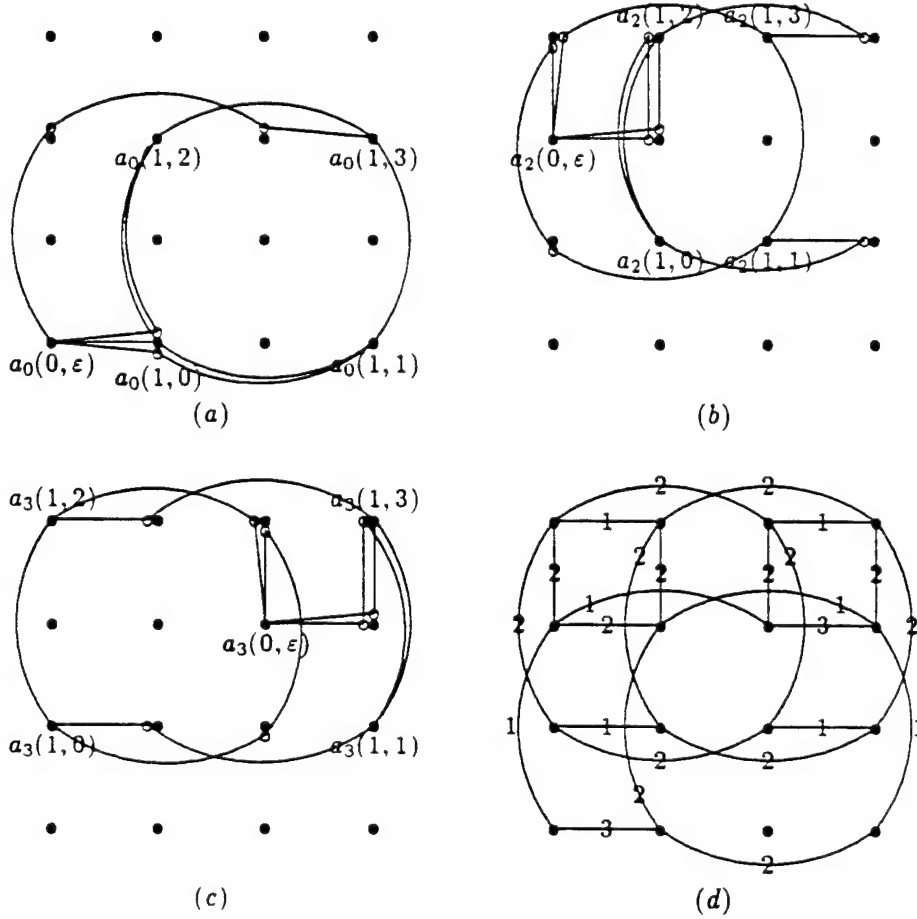 a₀(1, 2) a₀(1, 3)
a₀(0, ε) a₀(1, 0) a₀(1, 1)
(a)
a₂(1, 2) a₂(1, 3)
a₂(0, ε)
a₂(1, 0) a₂(1, 1)
(b)
a₃(1, 2) a₃(1, 3)
a₃(0, ε)
a₃(1, 0) a₃(1, 1)
(c)
2 2
1 1
2 2
2 2 2 2
1 1
2 2 3 2
1 1 1 1
2 2
2
3
2
(d)